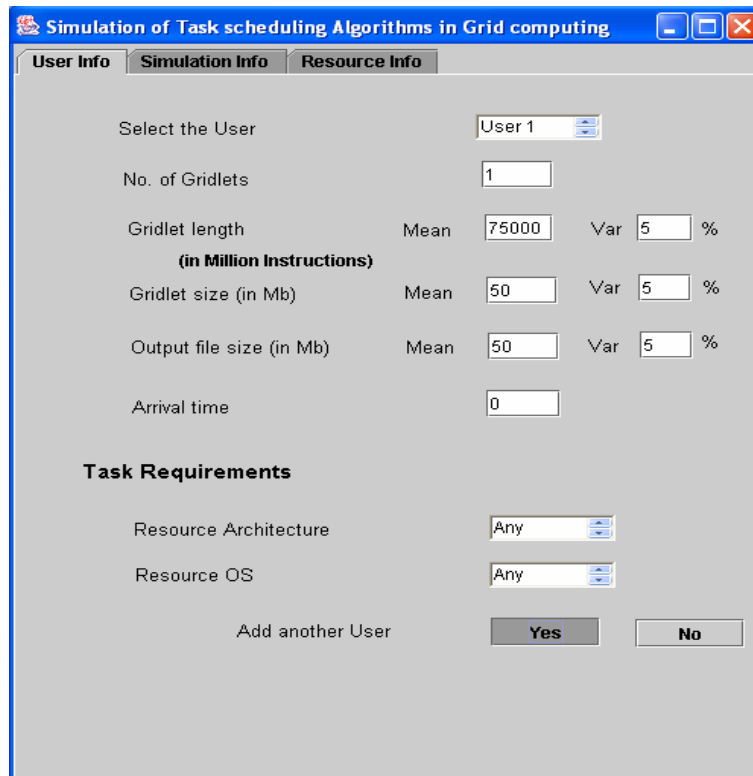 Simulation of Task scheduling Algorithms in Grid computing
User Info Simulation Info Resource Info
Select the User User 1
No. of Gridlets 1
Gridlet length Mean 75000 Var 5 %
(in Million Instructions)
Gridlet size (in Mb) Mean 50 Var 5 %
Output file size (in Mb) Mean 50 Var 5 %
Arrival time 0
Task Requirements
Resource Architecture Any
Resource OS Any
Add another User Yes No